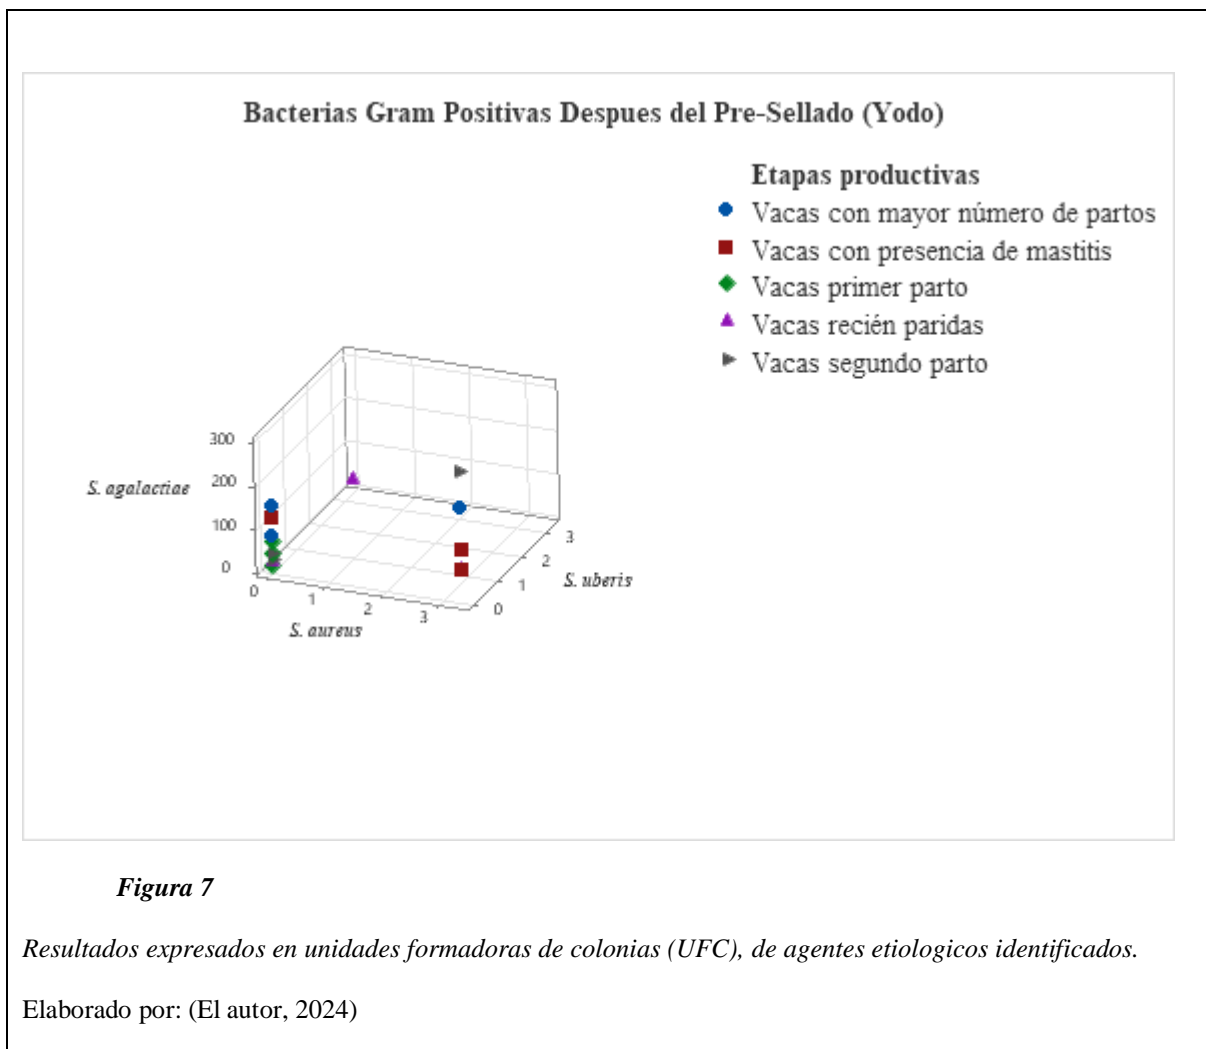 Bacterias Gram Positivas Despues del Pre-Sellado (Yodo)
Etapas productivas
Vacas con mayor número de partos
Vacas con presencia de mastitis
Vacas primer parto
Vacas recién paridas
Vacas segundo parto
300
S. agalactiae 200
100
0
0
1
2
3
S. aureus
0
1
2
3
S. uberis
Figura 7
Resultados expresados en unidades formadoras de colonias (UFC), de agentes etiologicos identificados.
Elaborado por: (El autor, 2024)